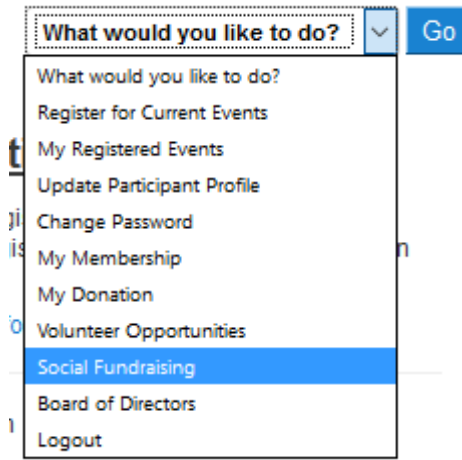 What would you like to do? Go
What would you like to do?
Register for Current Events
My Registered Events
Update Participant Profile
Change Password
My Membership
My Donation
Volunteer Opportunities
Social Fundraising
Board of Directors
Logout